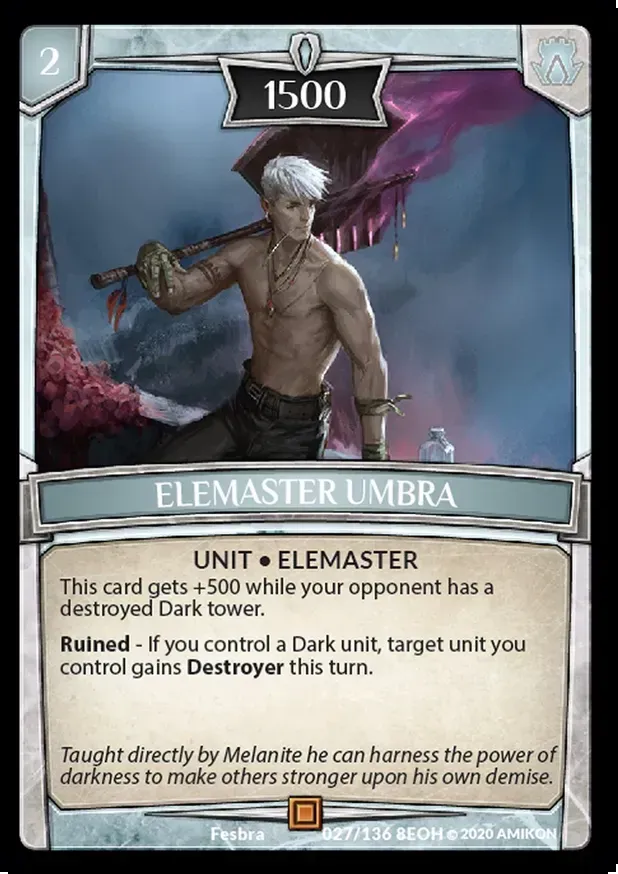 2
1500
ELEMASTER UMBRA
UNIT • ELEMASTER
This card gets +500 while your opponent has a
destroyed Dark tower.
Ruined - If you control a Dark unit, target unit you
control gains Destroyer this turn.
Taught directly by Melanite he can harness the power of
darkness to make others stronger upon his own demise.
Fesbra 027/136 8EOH © 2020 AMIKON